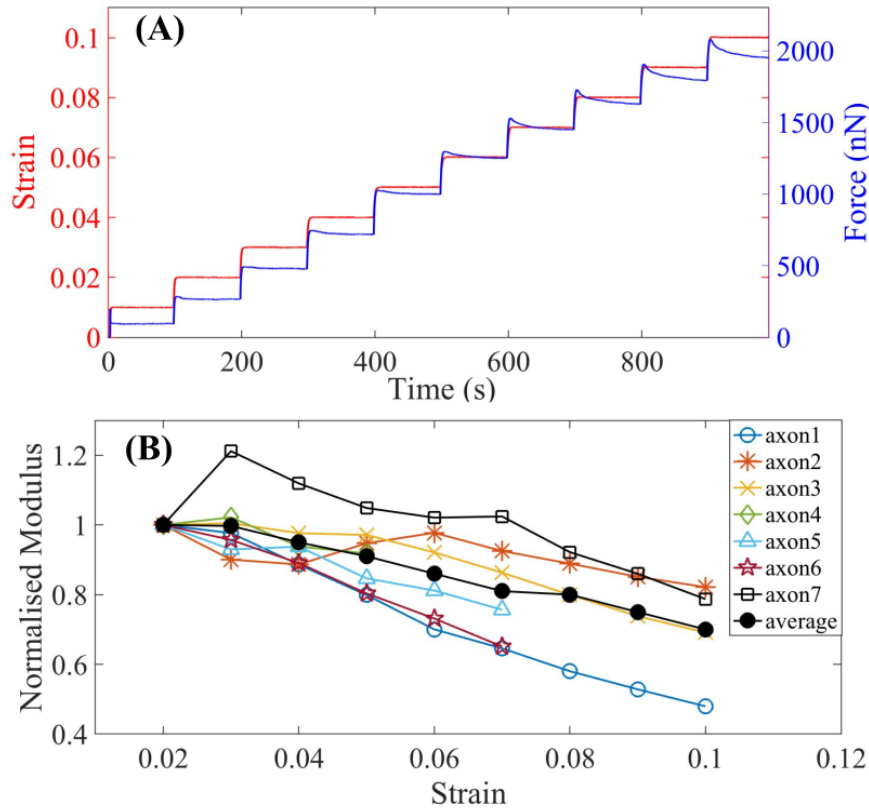 (A)
0.1
0.08
0.06
0.04
0.02
0
Strain
2000
1500
1000
500
0
Force (nN)
0 200 400 600 800
Time (s)
(B)
1.2
1
0.8
0.6
0.4
Normalised Modulus
axon1
axon2
axon3
axon4
axon5
axon6
axon7
average
0.02 0.04 0.06 0.08 0.1 0.12
Strain